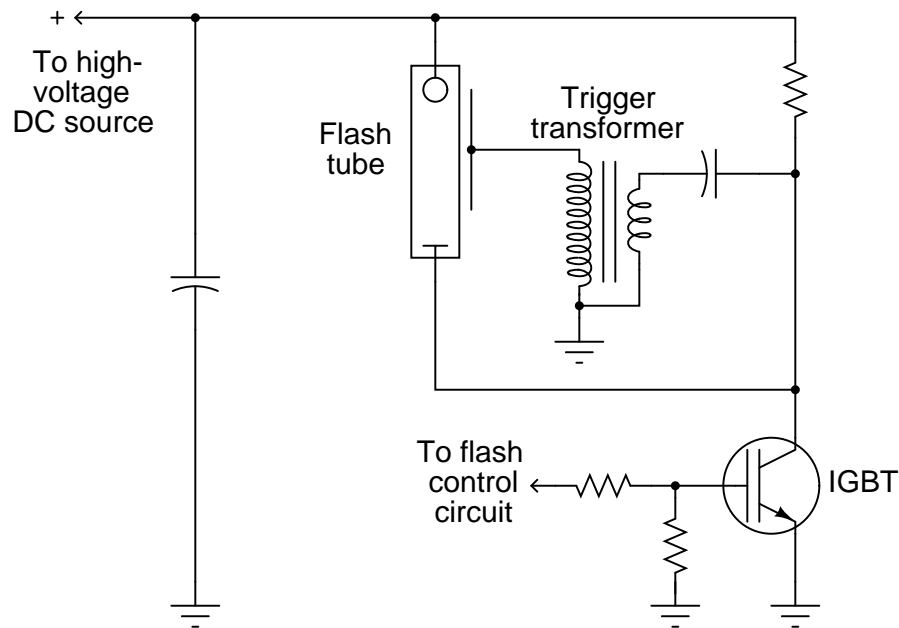 +
To high-
voltage
DC source
Flash
tube
Trigger
transformer
To flash
control
circuit
IGBT